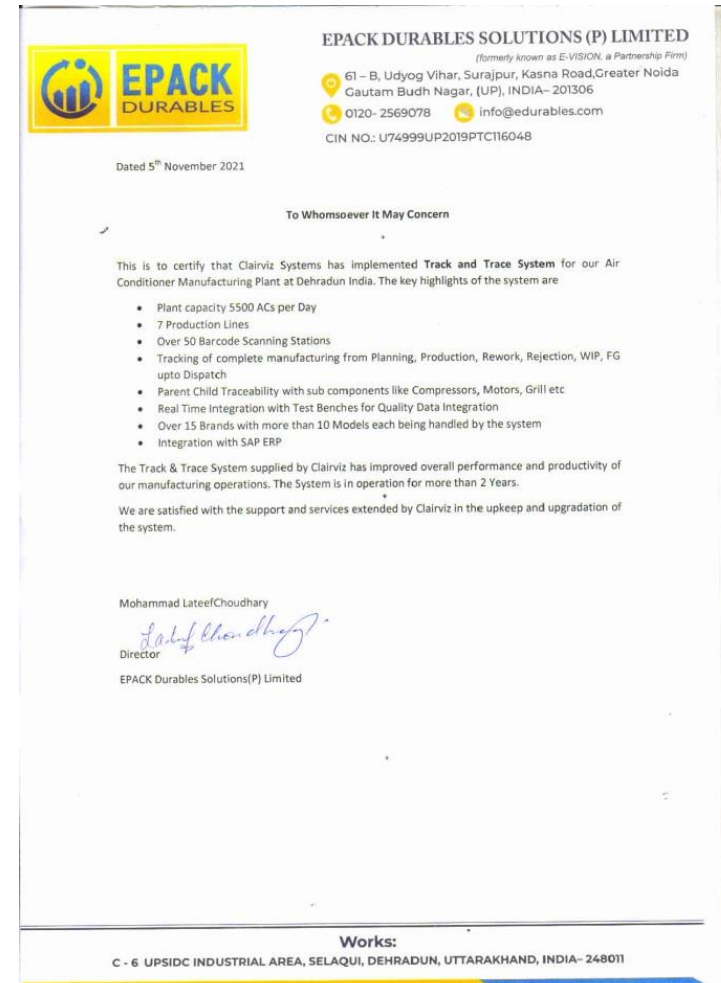 EPACK DURABLES SOLUTIONS (P) LIMITED
(formerly known as E-VISION, a Partnership Firm)
EPACK
DURABLES
61 – B, Udyog Vihar, Surajpur, Kasna Road,Greater Noida
Gautam Budh Nagar, (UP), INDIA– 201306
0120- 2569078 info@edurables.com
CIN NO.: U74999UP2019PTC116048
Dated 5th November 2021
To Whomsoever It May Concern
This is to certify that Clairviz Systems has implemented Track and Trace System for our Air
Conditioner Manufacturing Plant at Dehradun India. The key highlights of the system are
• Plant capacity 5500 ACs per Day
• 7 Production Lines
• Over 50 Barcode Scanning Stations
• Tracking of complete manufacturing from Planning, Production, Rework, Rejection, WIP, FG
upto Dispatch
• Parent Child Traceability with sub components like Compressors, Motors, Grill etc
• Real Time Integration with Test Benches for Quality Data Integration
• Over 15 Brands with more than 10 Models each being handled by the system
• Integration with SAP ERP
The Track & Trace System supplied by Clairviz has improved overall performance and productivity of
our manufacturing operations. The System is in operation for more than 2 Years.
We are satisfied with the support and services extended by Clairviz in the upkeep and upgradation of
the system.
Mohammad LateefChoudhary
Lateef Choudhary
Director
EPACK Durables Solutions(P) Limited
Works:
C - 6 UPSIDC INDUSTRIAL AREA, SELAQUI, DEHRADUN, UTTARAKHAND, INDIA– 248011